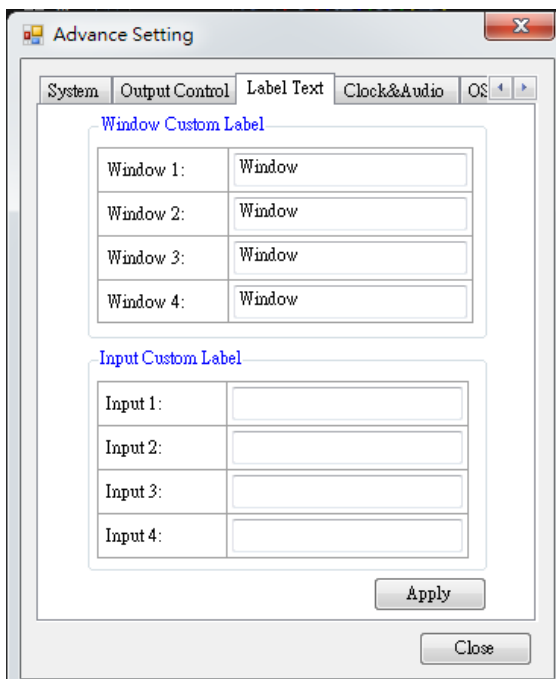 Advance Setting
System Output Control Label Text Clock&Audio OS
Window Custom Label
Window 1: Window
Window 2: Window
Window 3: Window
Window 4: Window
Input Custom Label
Input 1:
Input 2:
Input 3:
Input 4:
Apply
Close